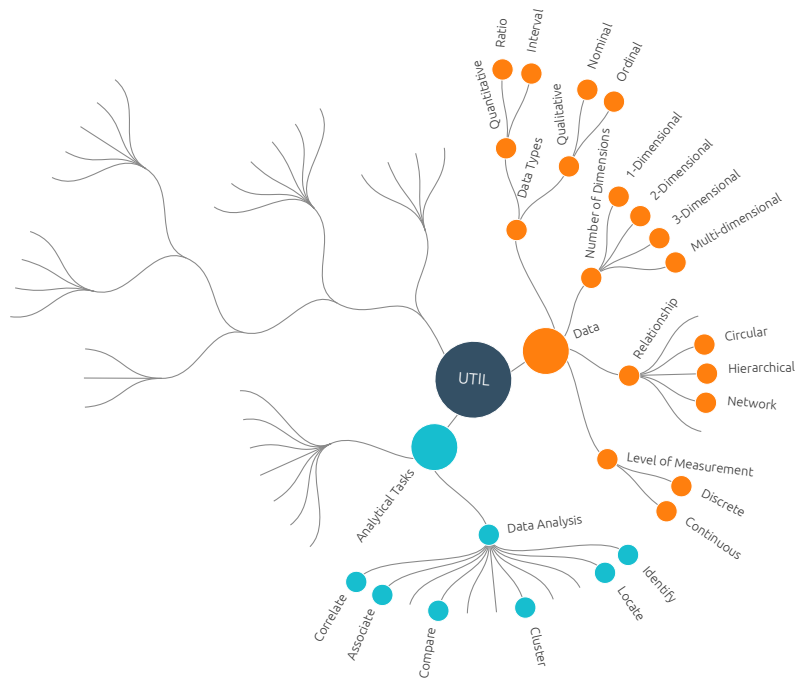 UTIL
Data
Data Types
Quantitative
Ratio
Interval
Qualitative
Nominal
Ordinal
Number of Dimensions
1-Dimensional
2-Dimensional
3-Dimensional
Multi-dimensional
Relationship
Circular
Hierarchical
Network
Level of Measurement
Discrete
Continuous
Analytical Tasks
Data Analysis
Identify
Locate
Cluster
Compare
Associate
Correlate